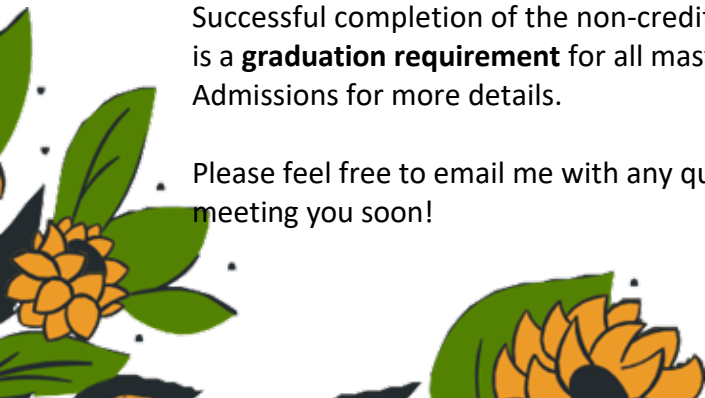 Successful completion of the non-credit
is a graduation requirement for all mas
Admissions for more details.
Please feel free to email me with any qu
meeting you soon!